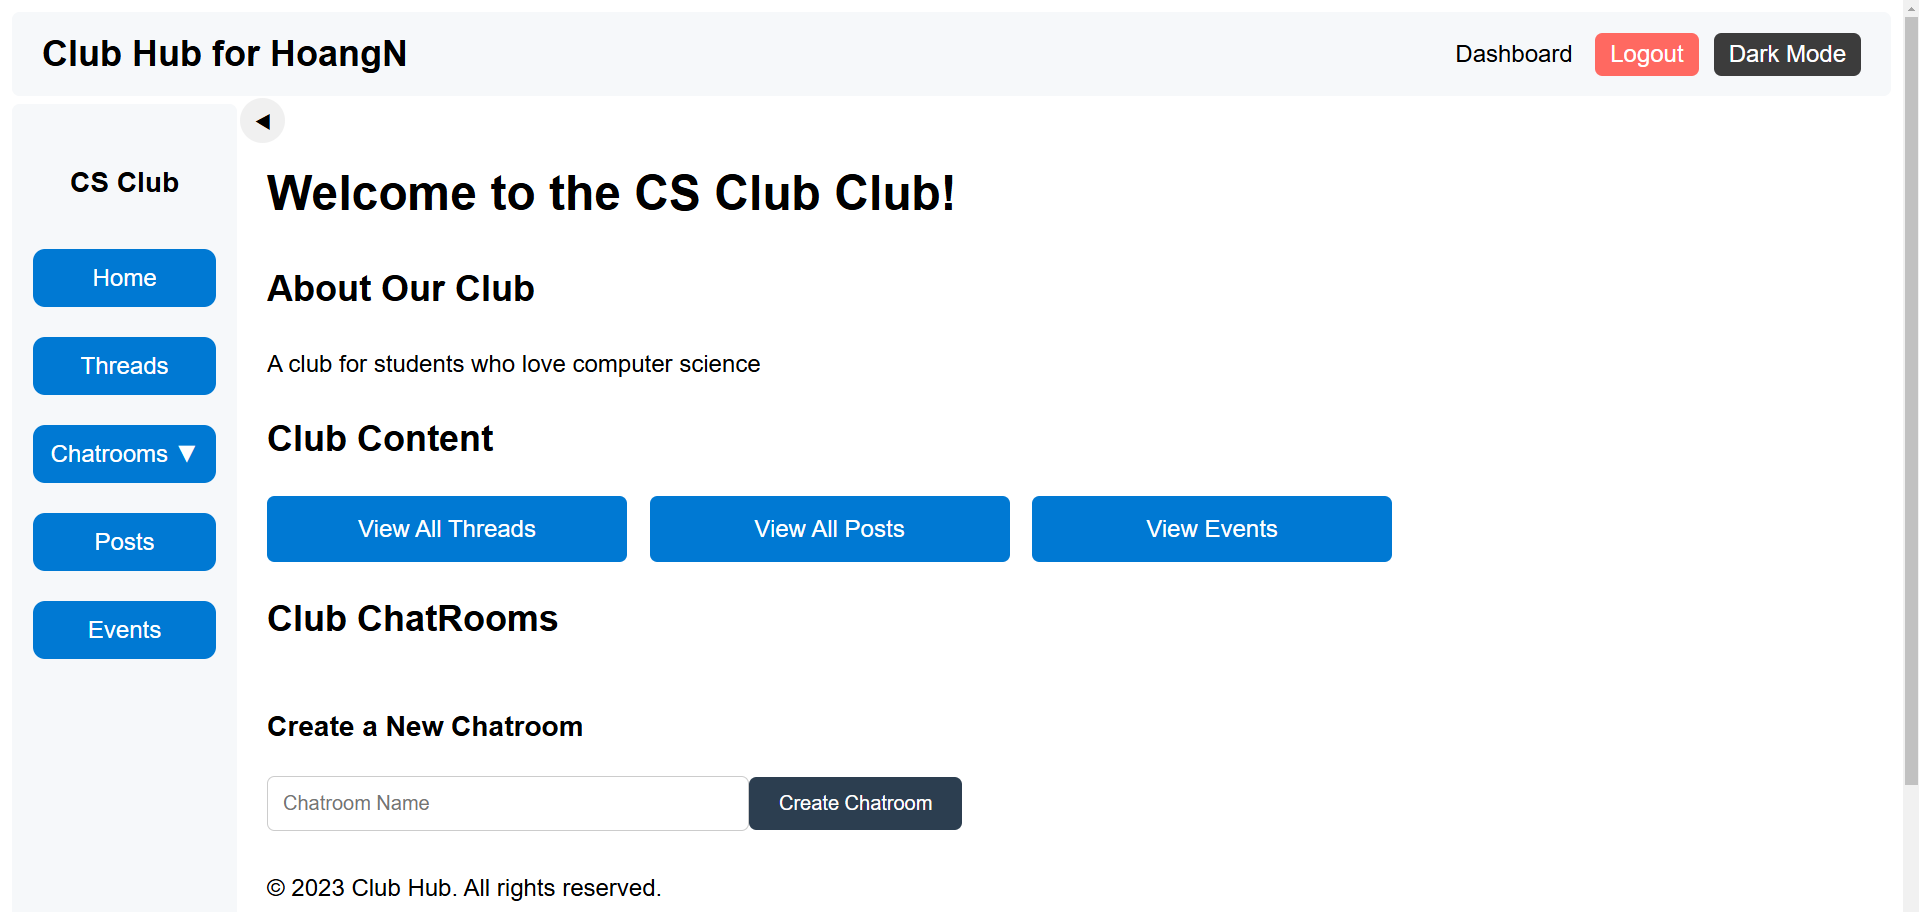 Club Hub for HoangN
Dashboard
Logout
Dark Mode
◀
CS Club
Home
Threads
Chatrooms ▼
Posts
Events
Welcome to the CS Club Club!
About Our Club
A club for students who love computer science
Club Content
View All Threads
View All Posts
View Events
Club ChatRooms
Create a New Chatroom
Chatroom Name
Create Chatroom
© 2023 Club Hub. All rights reserved.